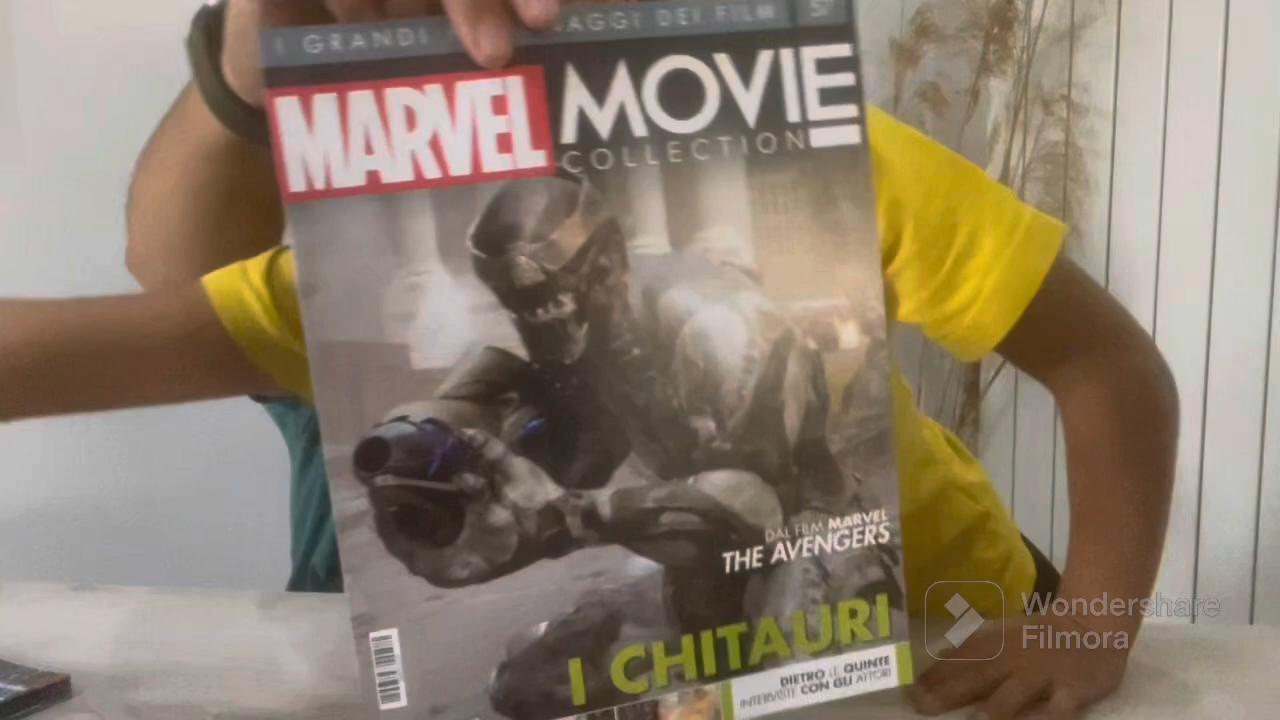 I GRANDI AGGI DEI FILM 57
MARVEL MOVIE
COLLECTION
DAL FILM MARVEL
THE AVENGERS
I CHITAURI
DIETRO LE QUINTE
INTERVISTE CON GLI ATTORI
Wondershare
Filmora